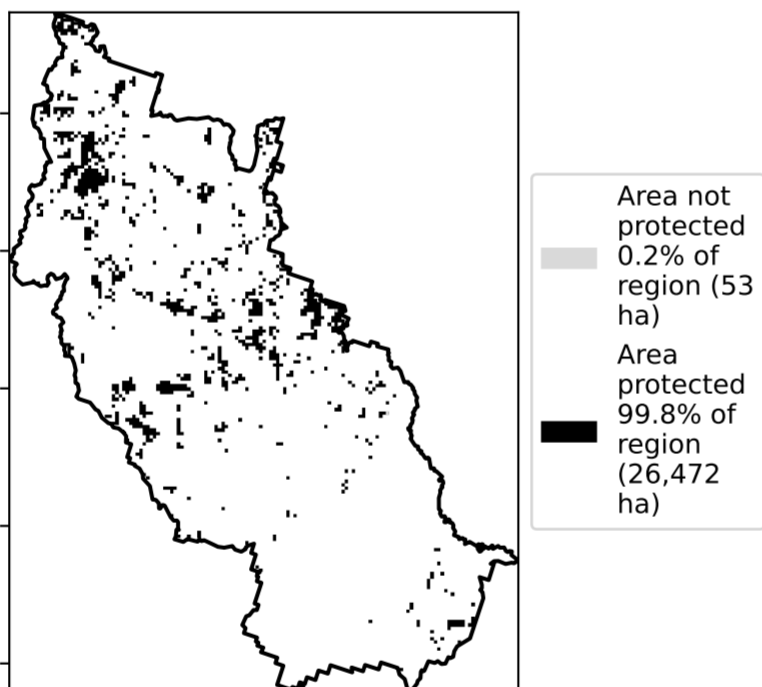 Area not
protected
0.2% of
region (53
ha)
Area
protected
99.8% of
region
(26,472
ha)